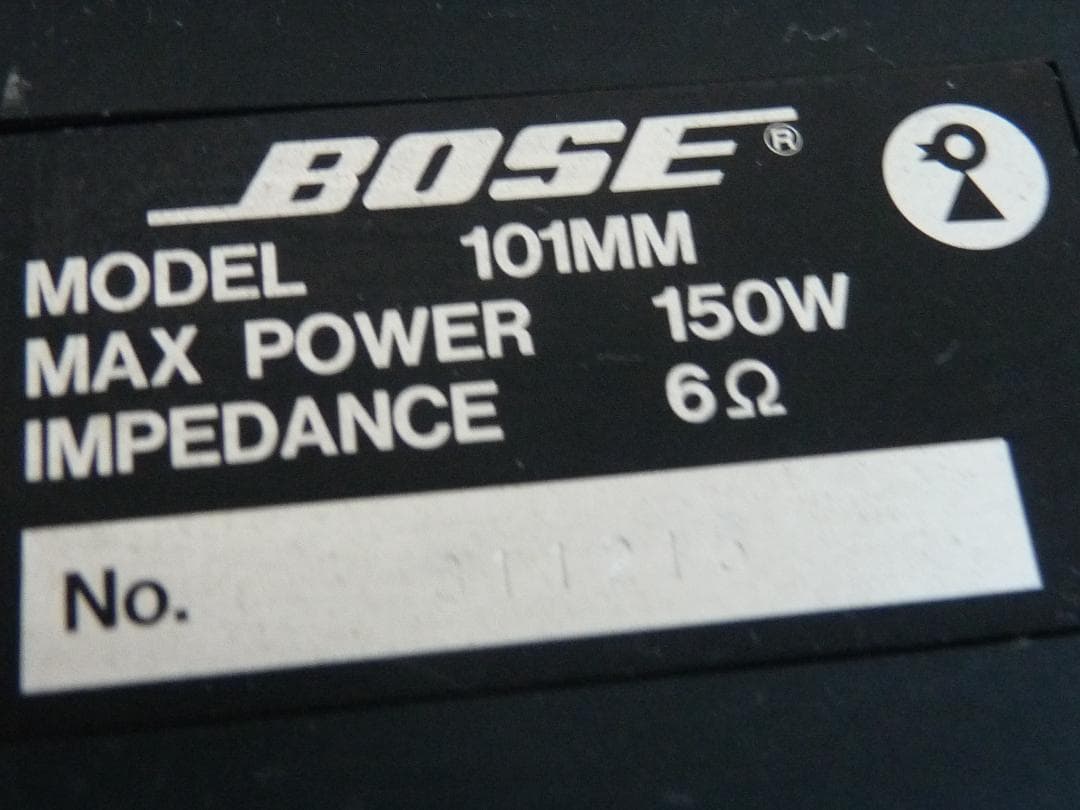 BOSE®
MODEL 101MM
MAX POWER 150W
IMPEDANCE 6Ω
No.